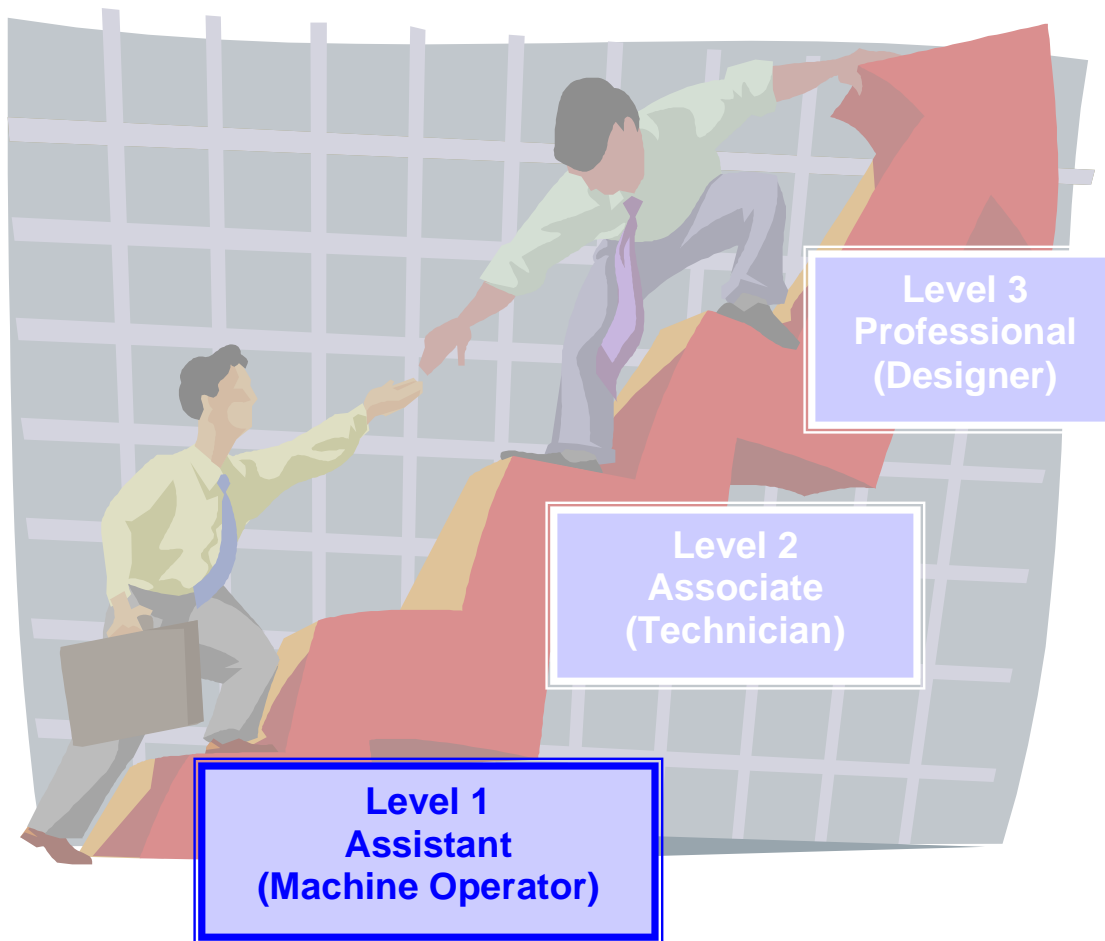 Level 3
Professional
(Designer)
Level 2
Associate
(Technician)
Level 1
Assistant
(Machine Operator)